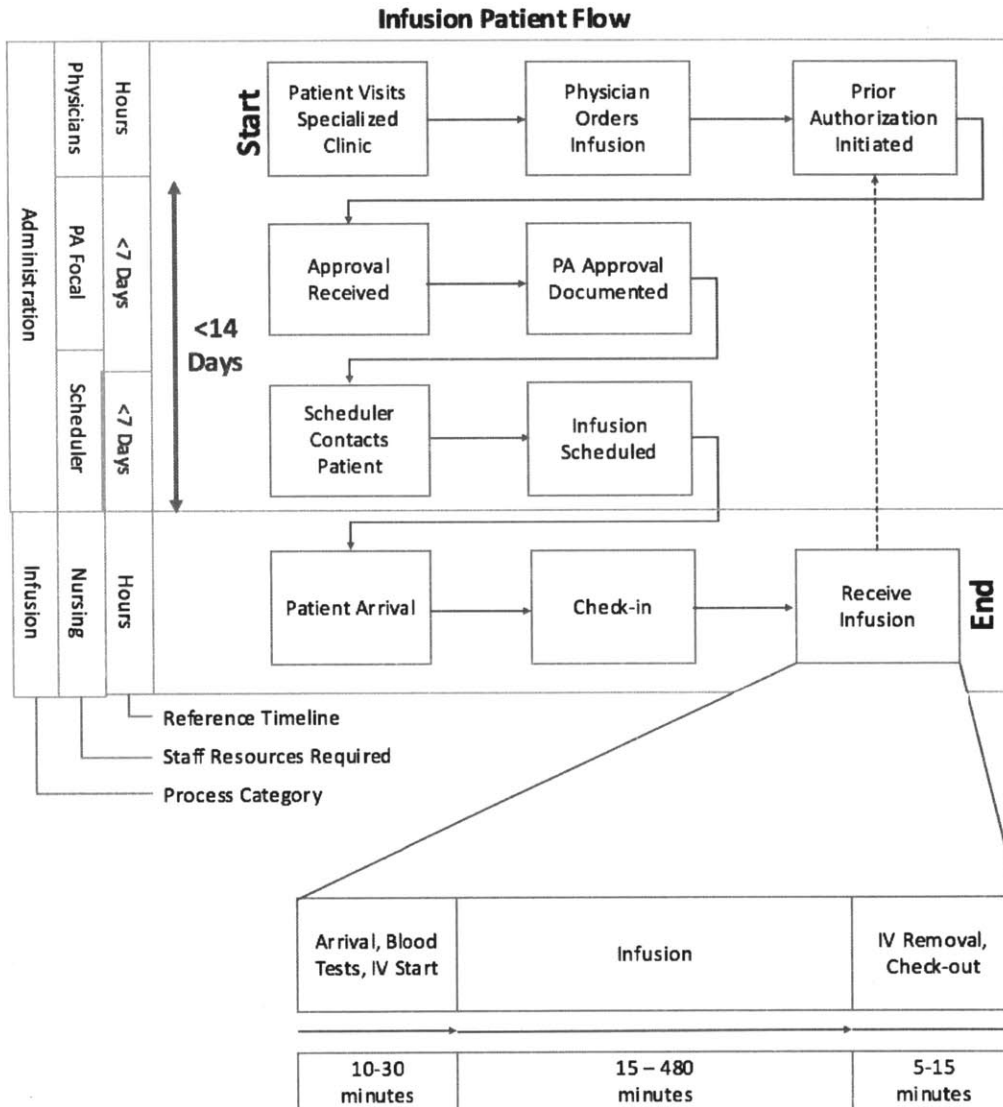 Infusion Patient Flow
Administration
Infusion
Physicians
PA Focal
Scheduler
Nursing
Hours
<7 Days
<7 Days
Hours
<14
Days
Start
Patient Visits
Specialized
Clinic
Physician
Orders
Infusion
Prior
Authorization
Initiated
Approval
Received
PA Approval
Documented
Scheduler
Contacts
Patient
Infusion
Scheduled
Patient Arrival
Check-in
Receive
Infusion
End
Reference Timeline
Staff Resources Required
Process Category
Arrival, Blood
Tests, IV Start
Infusion
IV Removal,
Check-out
10-30
minutes
15 – 480
minutes
5-15
minutes